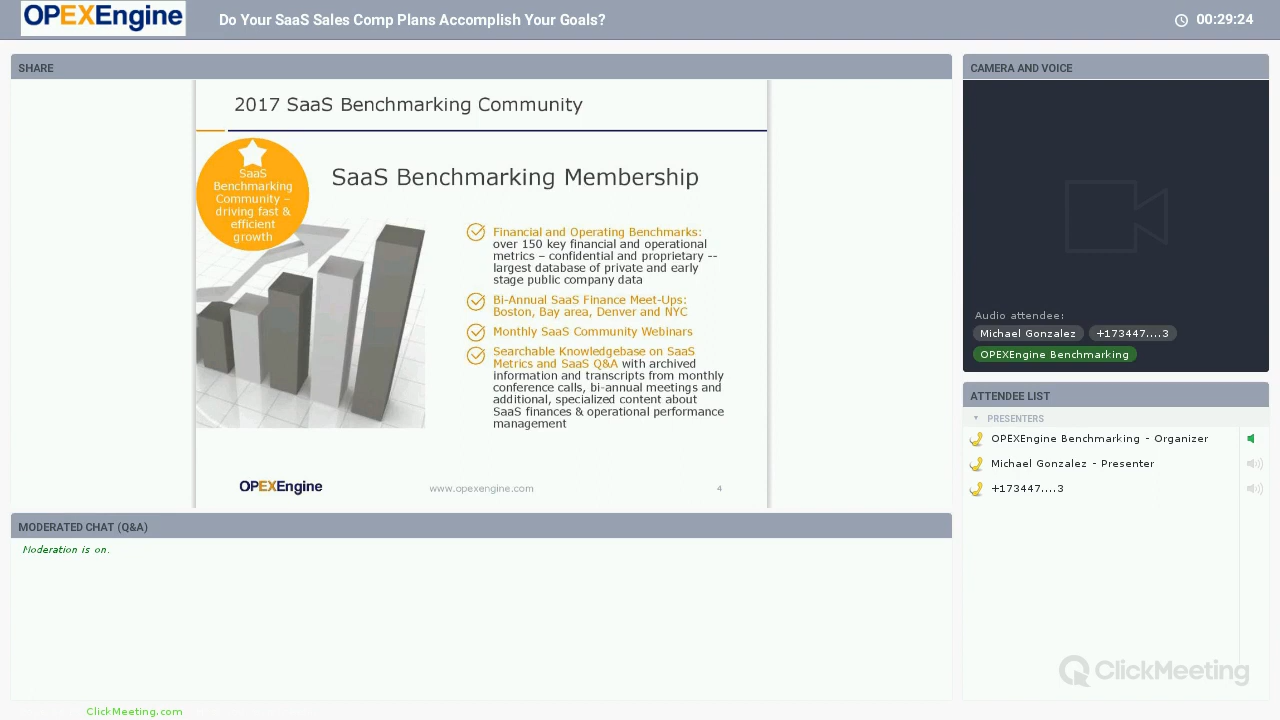 OPEXEngine
Do Your SaaS Sales Comp Plans Accomplish Your Goals?
00:29:24
SHARE
2017 SaaS Benchmarking Community
SaaS
Benchmarking
Community –
driving fast &
efficient
growth
SaaS Benchmarking Membership
Financial and Operating Benchmarks:
over 150 key financial and operational
metrics – confidential and proprietary --
largest database of private and early
stage public company data
Bi-Annual SaaS Finance Meet-Ups:
Boston, Bay area, Denver and NYC
Monthly SaaS Community Webinars
Searchable Knowledgebase on SaaS
Metrics and SaaS Q&A with archived
information and transcripts from monthly
conference calls, bi-annual meetings and
additional, specialized content about
SaaS finances & operational performance
management
OPEXEngine
www.opexengine.com
4
CAMERA AND VOICE
Audio attendee:
Michael Gonzalez
+173447....3
OPEXEngine Benchmarking
ATTENDEE LIST
PRESENTERS
OPEXEngine Benchmarking - Organizer
Michael Gonzalez - Presenter
+173447....3
MODERATED CHAT (Q&A)
Moderation is on.
ClickMeeting
ClickMeeting.com